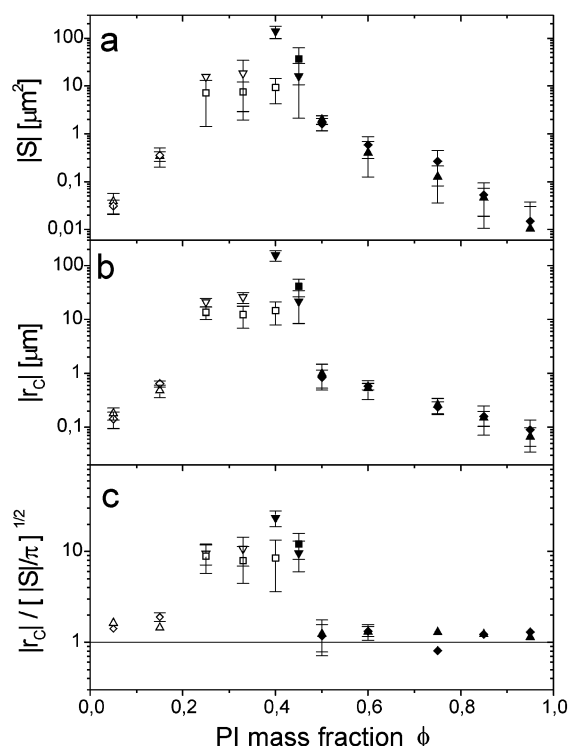 a
100
10
1
0,1
0,01
|S| [µm²]
b
100
10
1
0,1
|r_C| [µm]
c
10
1
|r_C| / [ |S|/π ] ^1/2
0,0 0,2 0,4 0,6 0,8 1,0
PI mass fraction ϕ